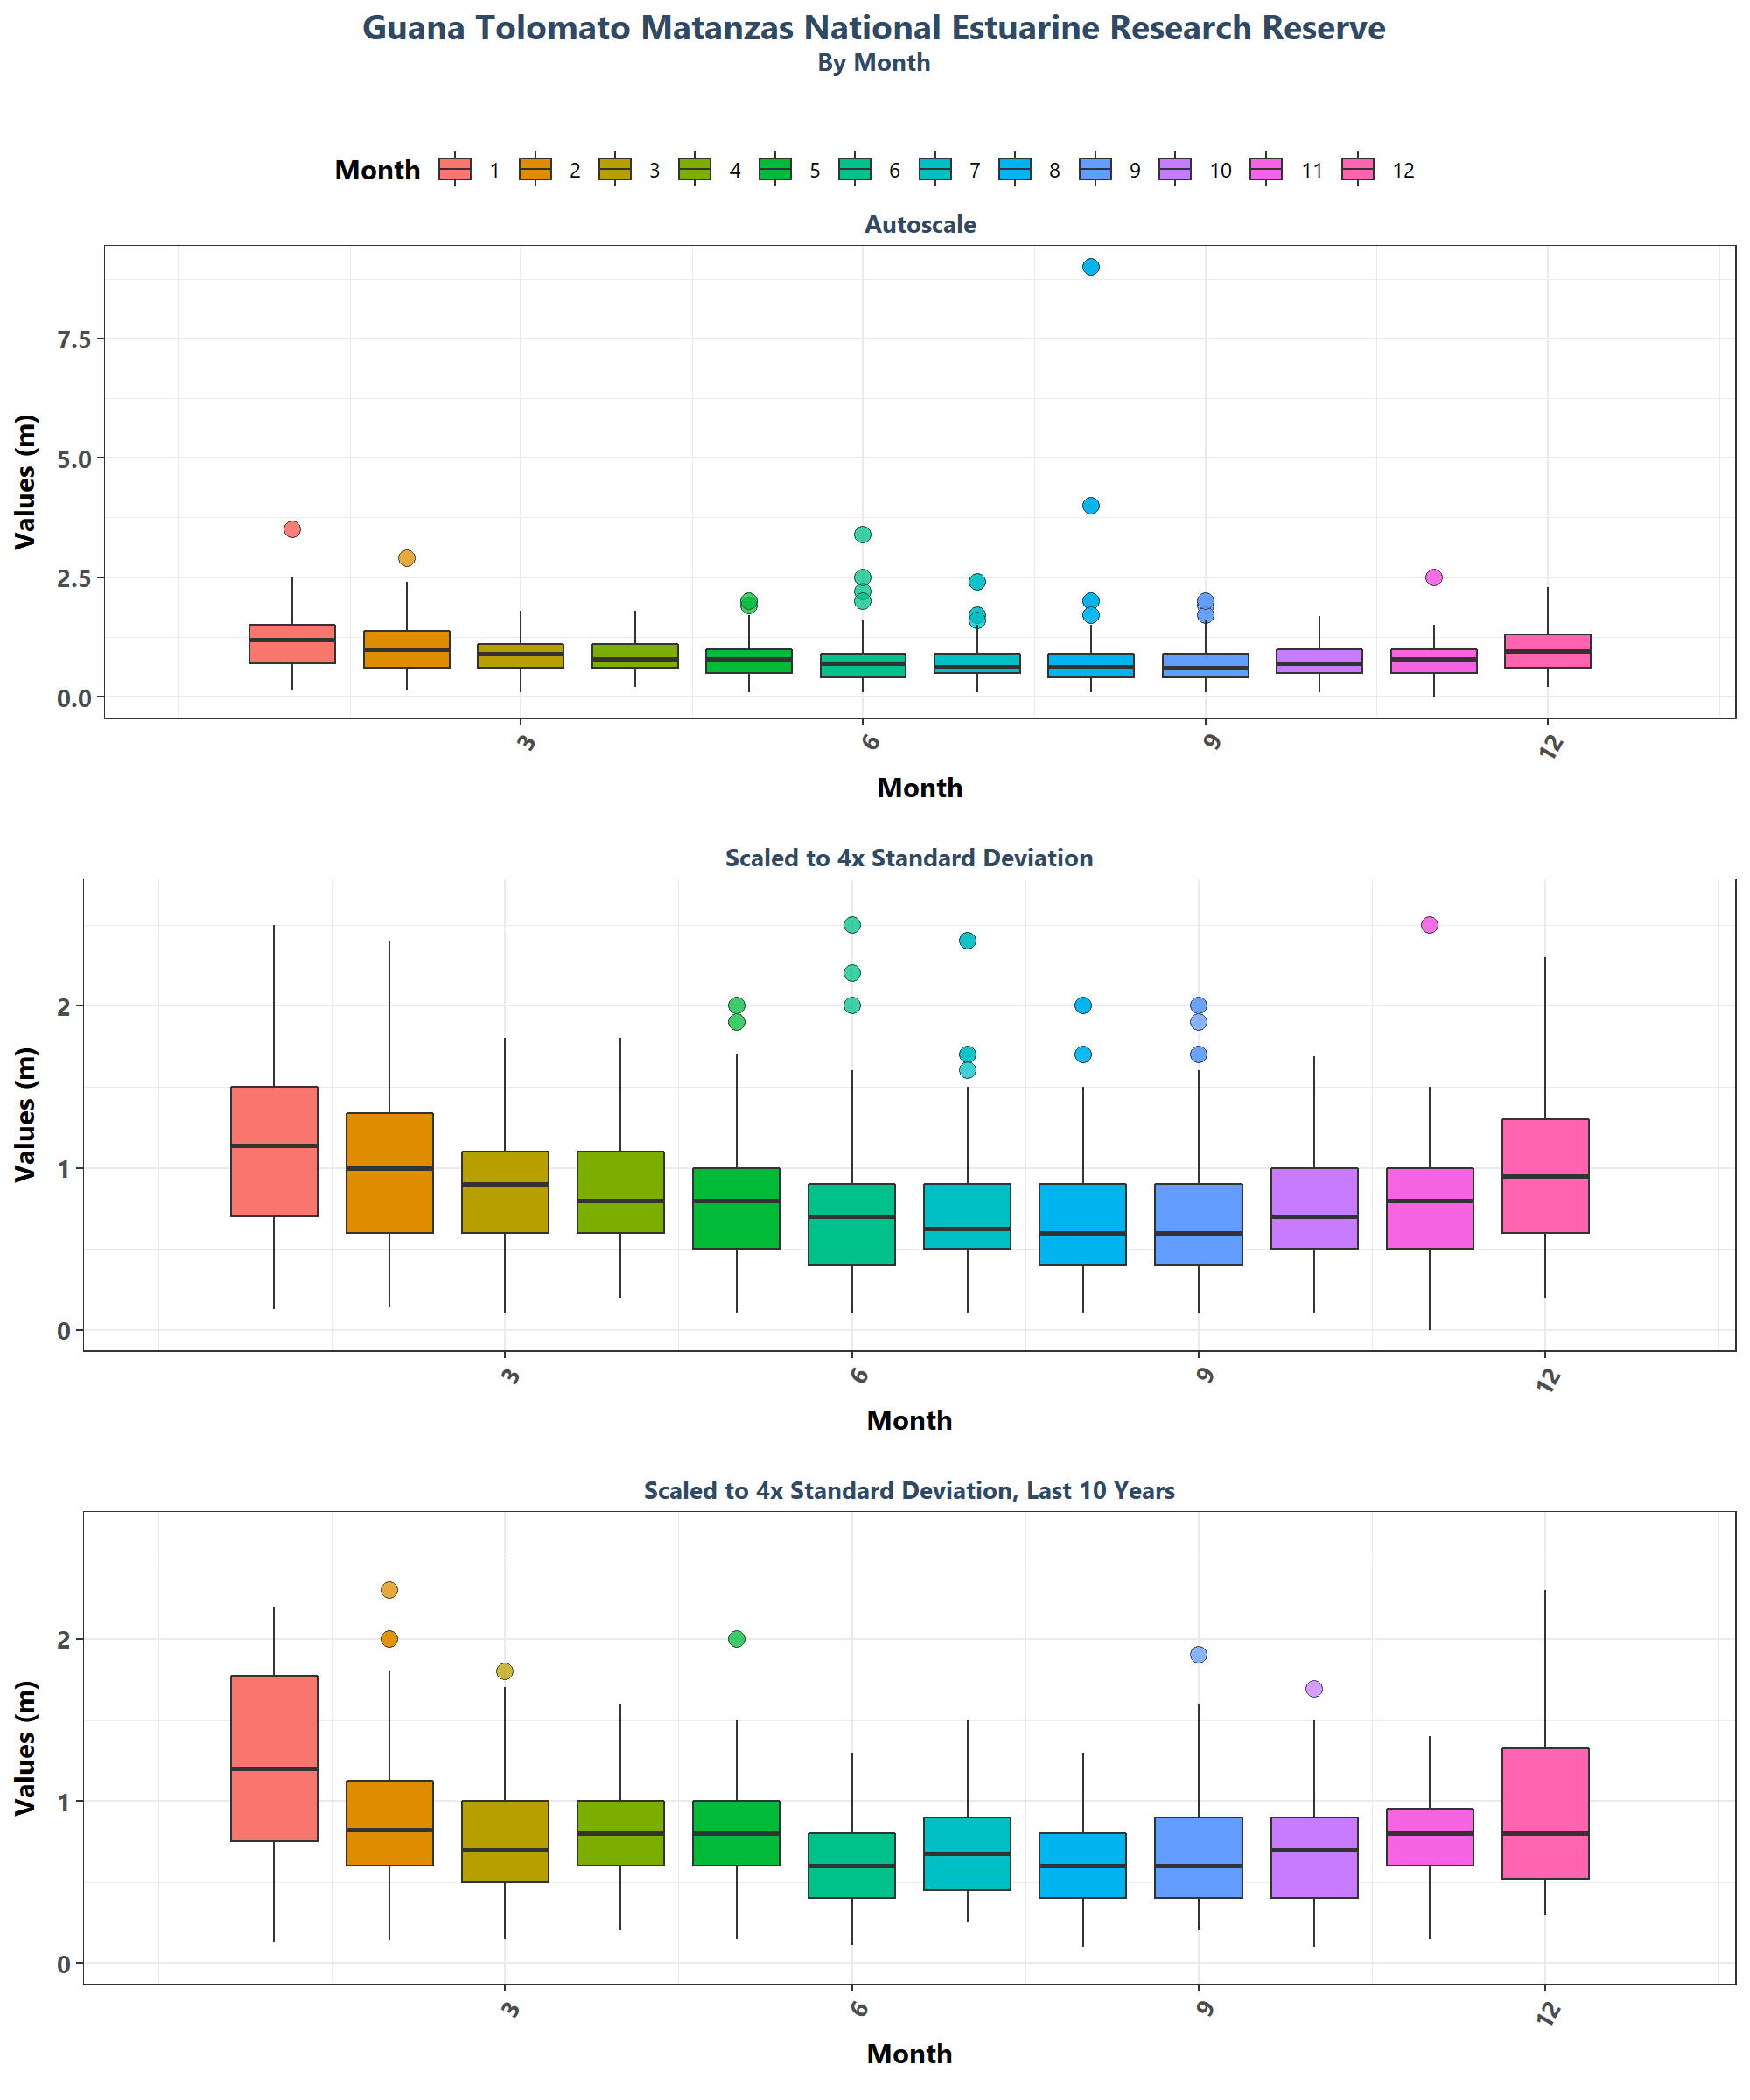 Guana Tolomato Matanzas National Estuarine Research Reserve
By Month
Month 1 2 3 4 5 6 7 8 9 10 11 12
Autoscale
Values (m)
7.5
5.0
2.5
0.0
3 6 9 12
Month
Scaled to 4x Standard Deviation
Values (m)
2
1
0
3 6 9 12
Month
Scaled to 4x Standard Deviation, Last 10 Years
Values (m)
2
1
0
3 6 9 12
Month